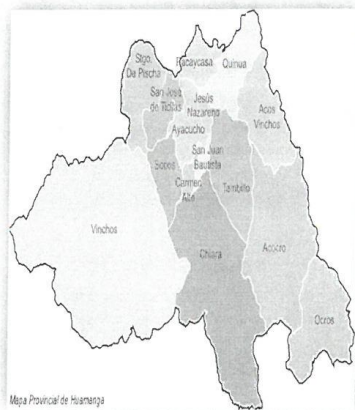 Stgo.
De Pischa
Pacaycasa
Quinua
San José
de Ticllas
Jesús
Nazareno
Acos
Vinchos
Ayacucho
San Juan
Bautista
Socos
Carmen
Alto
Tambillo
Vinchos
Chiara
Acocro
Ocros
Mapa Provincial de Huamanga